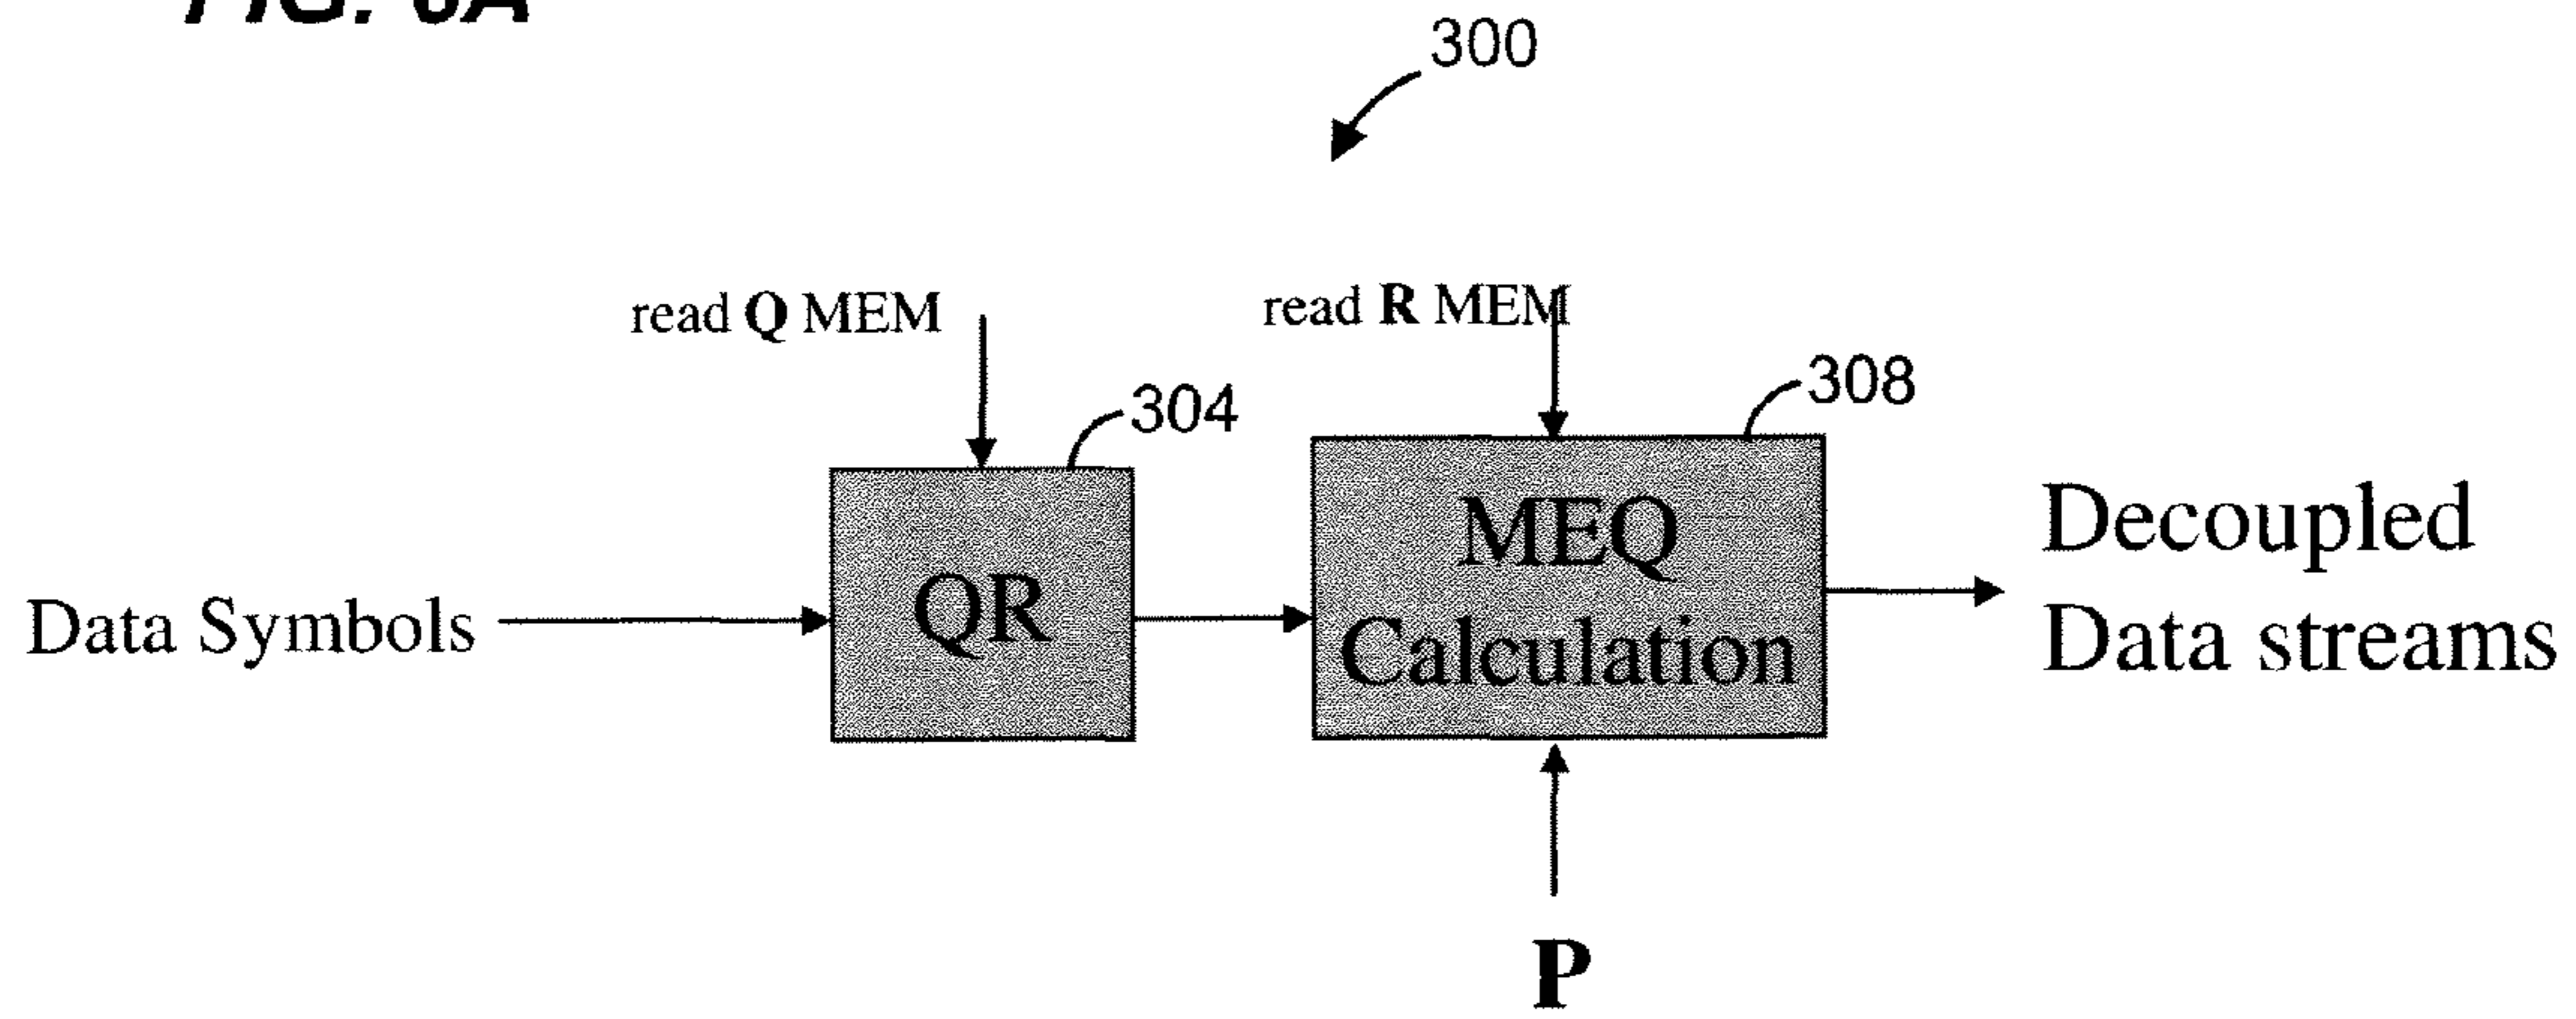 300
read Q MEM
read R MEM
304
308
QR
MEQ
Calculation
Data Symbols
Decoupled
Data streams
P